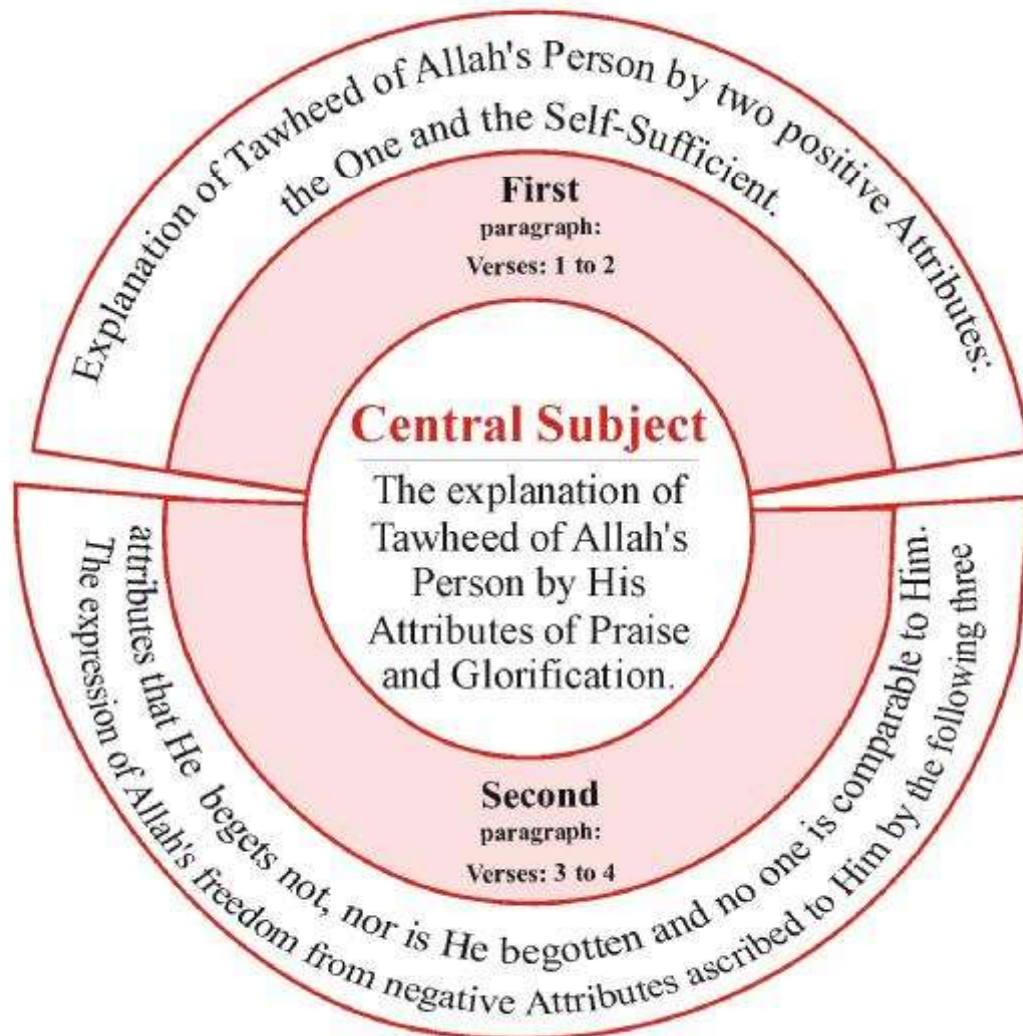 Explanation of Tawheed of Allah's Person by two positive Attributes:
the One and the Self-Sufficient.
First
paragraph:
Verses: 1 to 2
Central Subject
The explanation of
Tawheed of Allah's
Person by His
Attributes of Praise
and Glorification.
Second
paragraph:
Verses: 3 to 4
The expression of Allah's freedom from negative Attributes ascribed to Him by the following three
attributes that He begets not, nor is He begotten and no one is comparable to Him.